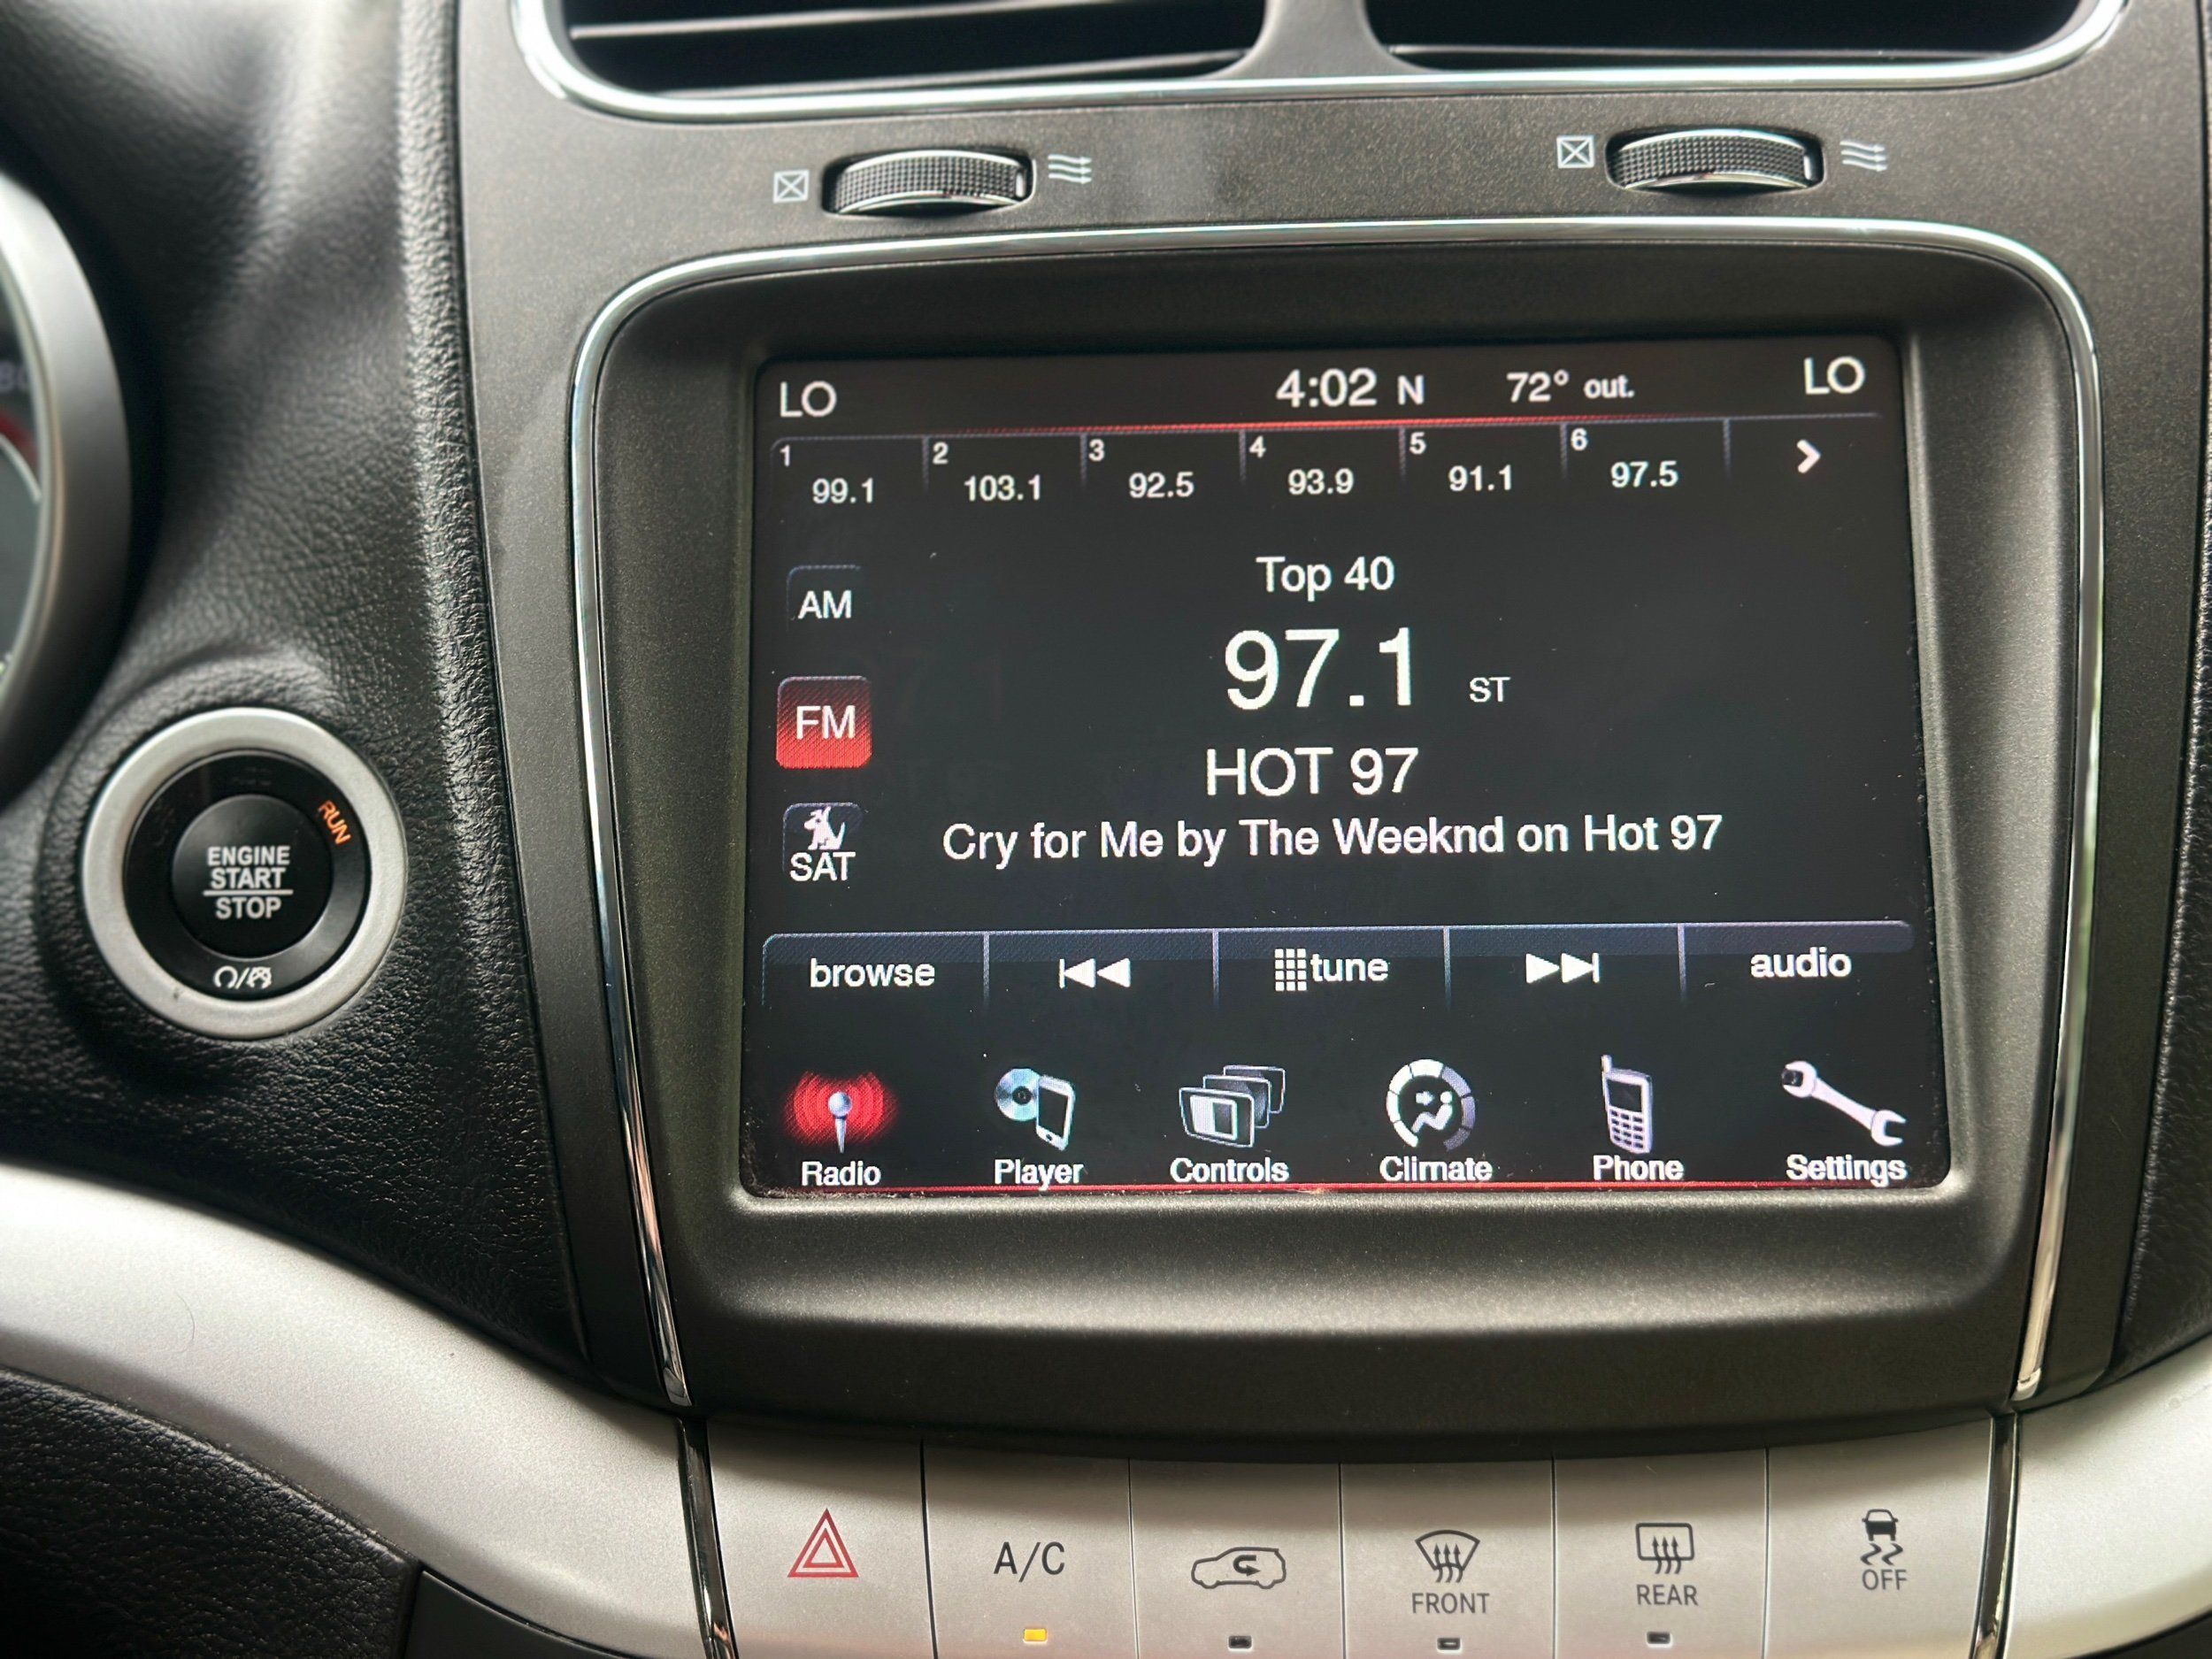 LO 4:02 N 72° out. LO
1 99.1 2 103.1 3 92.5 4 93.9 5 91.1 6 97.5
Top 40
AM
97.1 ST
FM
HOT 97
Cry for Me by The Weeknd on Hot 97
SAT
browse tune audio
Radio Player Controls Climate Phone Settings
RUN
ENGINE
START
STOP
A/C
FRONT
REAR
OFF